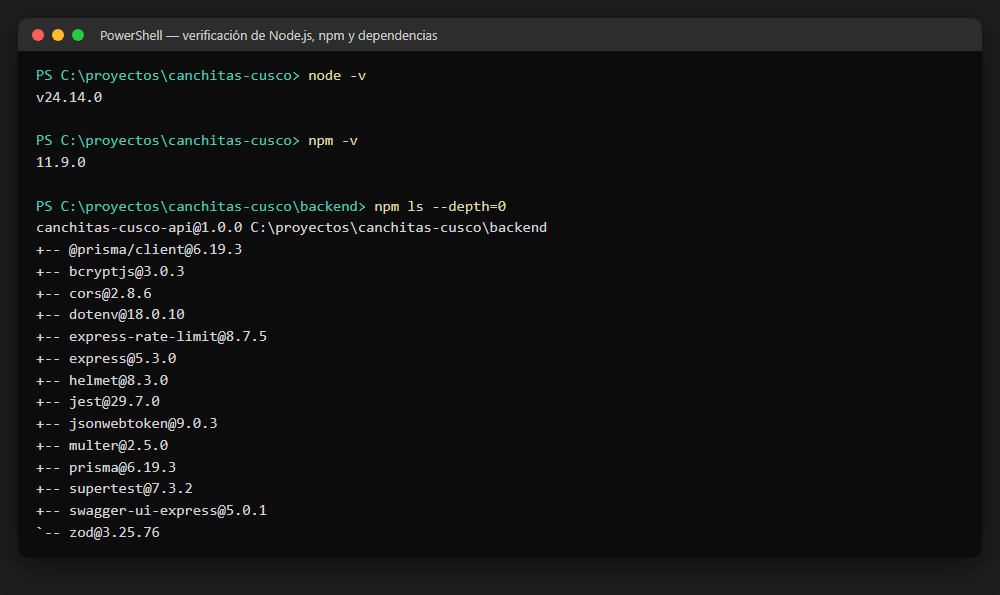 PowerShell — verificación de Node.js, npm y dependencias
PS C:\proyectos\canchitas-cusco> node -v
v24.14.0
PS C:\proyectos\canchitas-cusco> npm -v
11.9.0
PS C:\proyectos\canchitas-cusco\backend> npm ls --depth=0
canchitas-cusco-api@1.0.0 C:\proyectos\canchitas-cusco\backend
+-- @prisma/client@6.19.3
+-- bcryptjs@3.0.3
+-- cors@2.8.6
+-- dotenv@18.0.10
+-- express-rate-limit@8.7.5
+-- express@5.3.0
+-- helmet@8.3.0
+-- jest@29.7.0
+-- jsonwebtoken@9.0.3
+-- multer@2.5.0
+-- prisma@6.19.3
+-- supertest@7.3.2
+-- swagger-ui-express@5.0.1
`-- zod@3.25.76